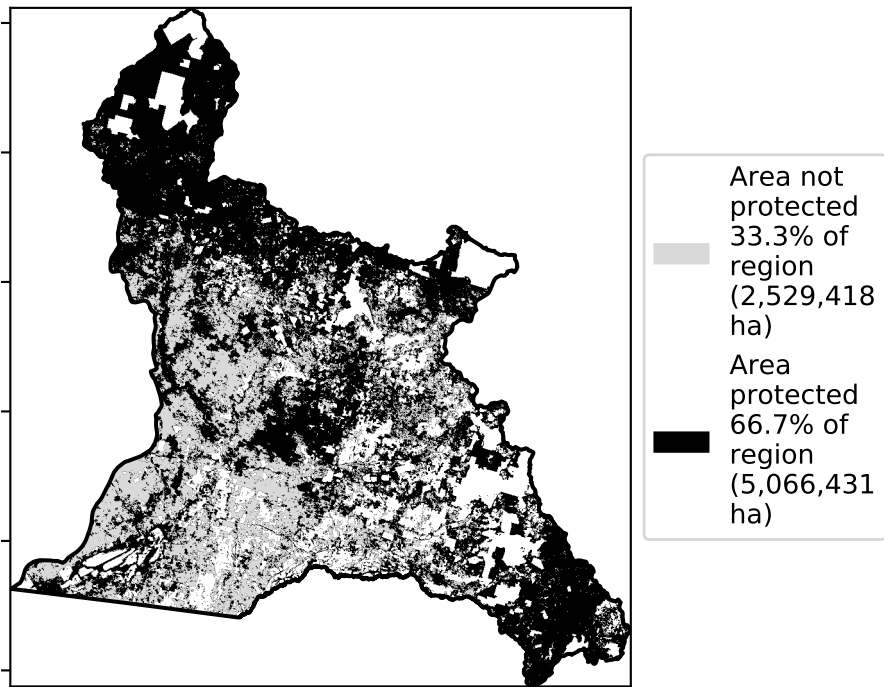 Area not
protected
33.3% of
region
(2,529,418
ha)
Area
protected
66.7% of
region
(5,066,431
ha)